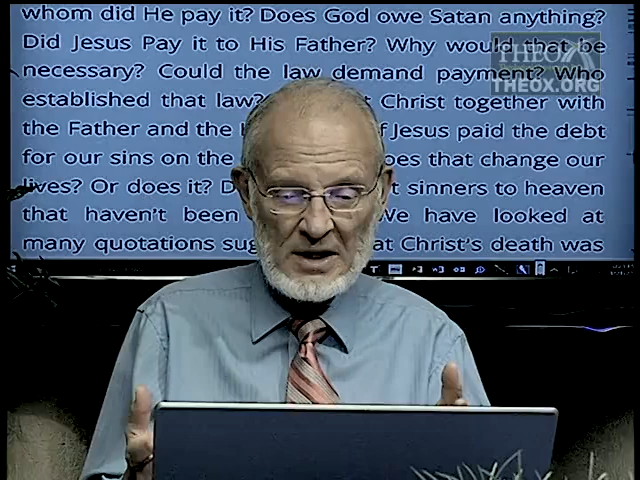 whom did He pay it? Does God owe Satan anything?
Did Jesus Pay it to His Father? Why would that be
necessary? Could the law demand payment? Who
established that law? Christ together with
the Father and the f Jesus paid the debt
for our sins on the oes that change our
lives? Or does it? D t sinners to heaven
that haven't been We have looked at
many quotations sug at Christ's death was
THEOX
THEOX.ORG